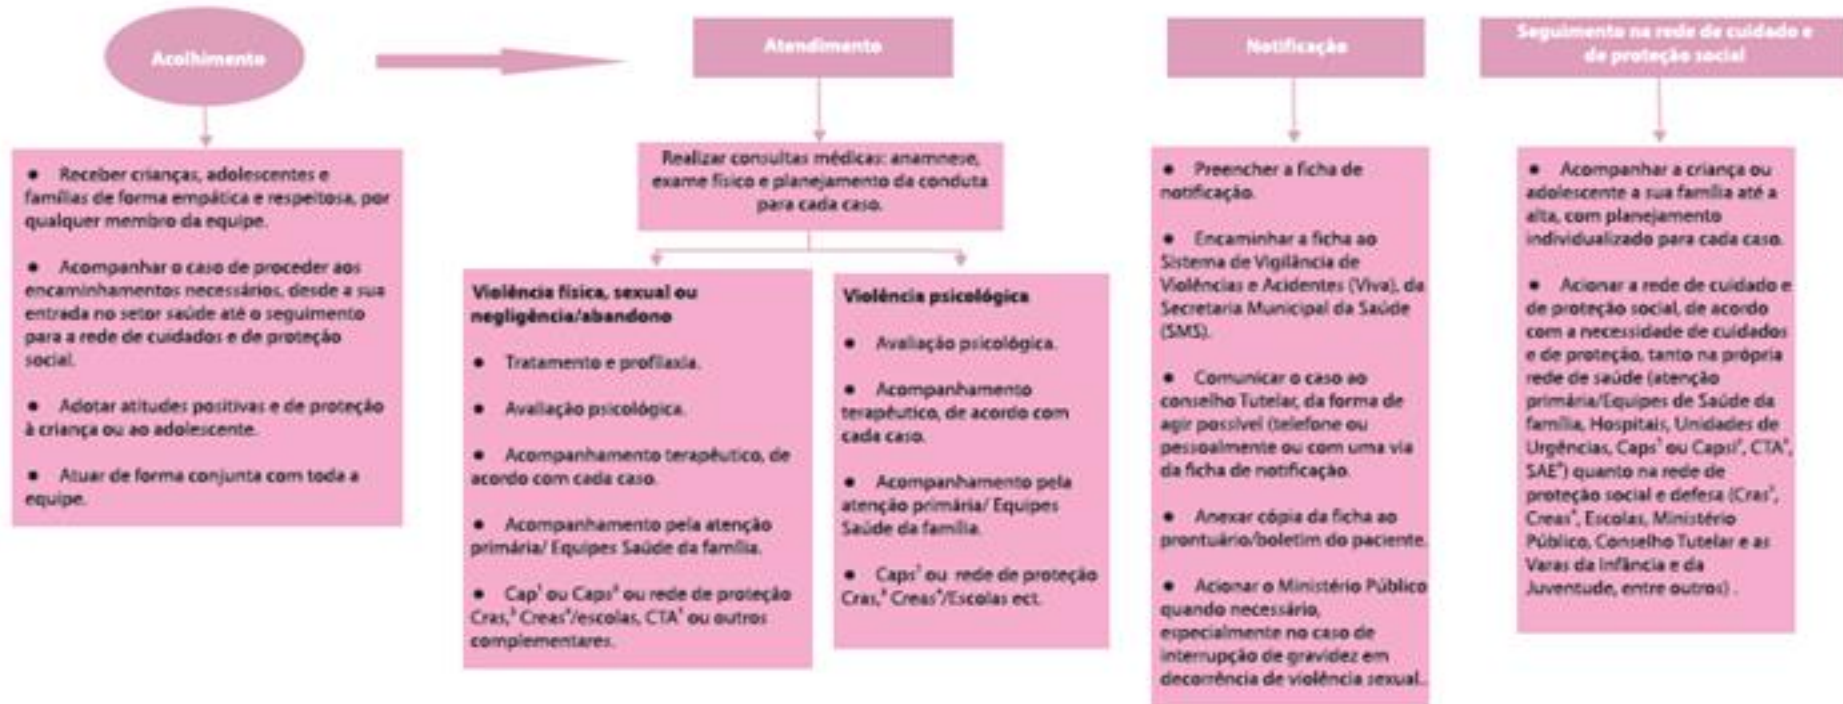 Acolhimento
● Receber crianças, adolescentes e
famílias de forma empática e respeitosa, por
qualquer membro da equipe.
● Acompanhar o caso de proceder aos
encaminhamentos necessários, desde a sua
entrada no setor saúde até o seguimento
para a rede de cuidados e de proteção
social.
● Adotar atitudes positivas e de proteção
à criança ou ao adolescente.
● Atuar de forma conjunta com toda a
equipe.
Atendimento
Realizar consultas médicas: anamnese,
exame físico e planejamento da conduta
para cada caso.
Violência física, sexual ou
negligência/abandono
● Tratamento e profilaxia.
● Avaliação psicológica.
● Acompanhamento terapêutico, de
acordo com cada caso.
● Acompanhamento pela atenção
primária/ Equipes Saúde da família.
● Cap ou Caps ou rede de proteção
Cras, Creas/escolas, CTA ou outros
complementares.
Violência psicológica
● Avaliação psicológica.
● Acompanhamento
terapêutico, de acordo com
cada caso.
● Acompanhamento pela
atenção primária/ Equipes
Saúde da família.
● Caps ou rede de proteção
Cras, Creas/Escolas ect.
Notificação
● Preencher a ficha de
notificação.
● Encaminhar a ficha ao
Sistema de Vigilância de
Violências e Acidentes (Viva), da
Secretaria Municipal da Saúde
(SMS).
● Comunicar o caso ao
conselho Tutelar, da forma de
agir possível (telefone ou
pessoalmente ou com uma via
da ficha de notificação.
● Anexar cópia da ficha ao
prontuário/boletim do paciente.
● Acionar o Ministério Público
quando necessário,
especialmente no caso de
interrupção de gravidez em
decorrência de violência sexual.
Seguimento na rede de cuidado e
de proteção social
● Acompanhar a criança ou
adolescente a sua família até a
alta, com planejamento
individualizado para cada caso.
● Acionar a rede de cuidado e
de proteção social, de acordo
com a necessidade de cuidados
e de proteção, tanto na própria
rede de saúde (atenção
primária/Equipes de Saúde da
família, Hospitais, Unidades de
Urgências, Caps ou Capsi, CTA,
SAE) quanto na rede de
proteção social e defesa (Cras,
Creas, Escolas, Ministério
Público, Conselho Tutelar e as
Varas da Infância e da
Juventude, entre outros) .